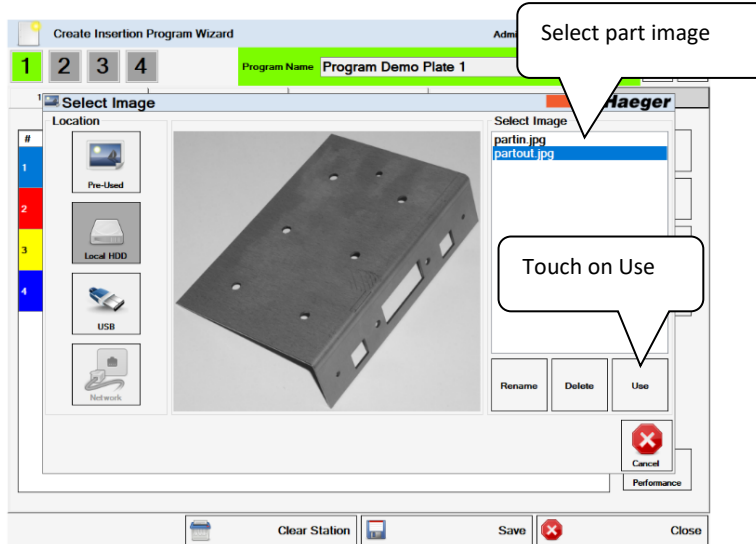 Create Insertion Program Wizard
Admi
Select part image
1 2 3 4
Program Name Program Demo Plate 1
1
Select Image
Haeger
Location
Select Image
#
partin.jpg
partout.jpg
1
Pre-Used
2
3
Local HDD
Touch on Use
4
USB
Network
Rename
Delete
Use
Cancel
Performance
Clear Station
Save
Close